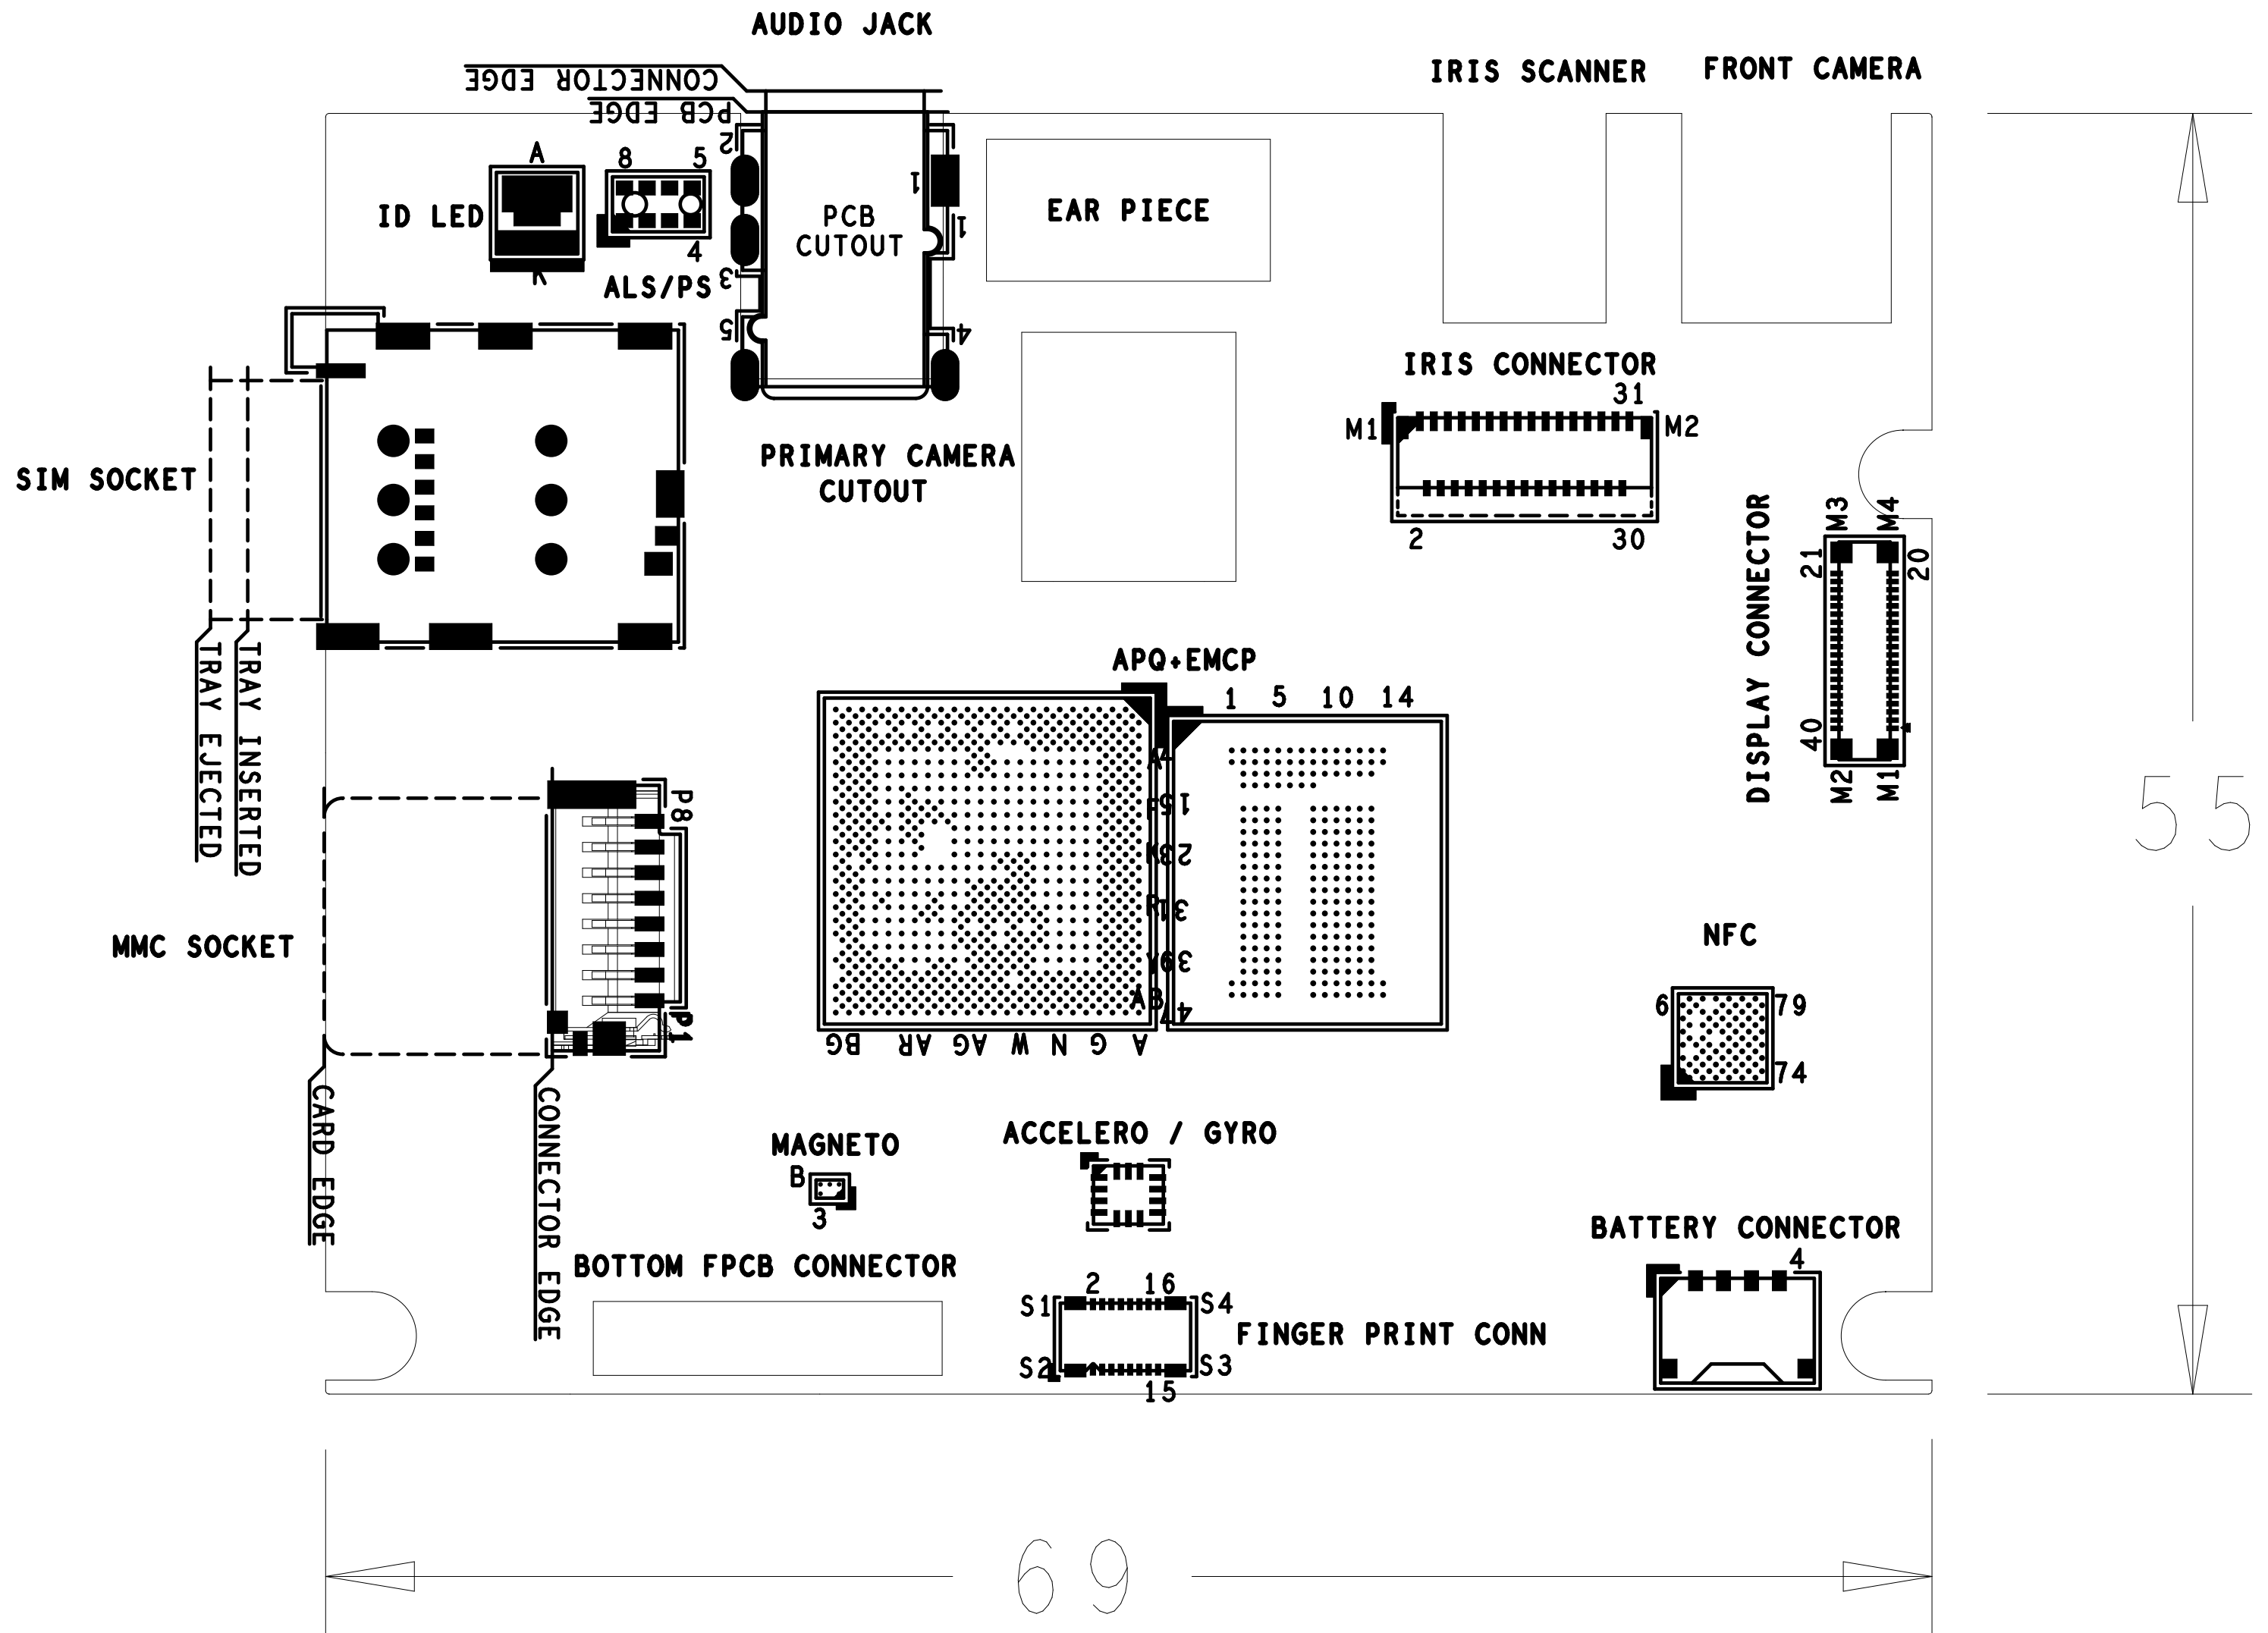 AUDIO JACK
CONNECTOR EDGE
PCB EDGE
IRIS SCANNER
FRONT CAMERA
2
A
8
5
1
ID LED
PCB
CUTOUT
EAR PIECE
1
4
K
ALS/PS
3
5
4
IRIS CONNECTOR
31
M1
M2
PRIMARY CAMERA
CUTOUT
SIM SOCKET
2
30
DISPLAY CONNECTOR
M3
M4
21
20
40
M2
M1
TRAY EJECTED
TRAY INSERTED
APQ+EMCP
1
5
10
14
P8
55
MMC SOCKET
P1
AB
BG
AR
AG
W
N
G
A
NFC
6
79
74
CARD EDGE
CONNECTOR EDGE
MAGNETO
B
3
ACCELERO / GYRO
BATTERY CONNECTOR
4
BOTTOM FPCB CONNECTOR
2
16
S1
S4
FINGER PRINT CONN
S2
S3
15
69